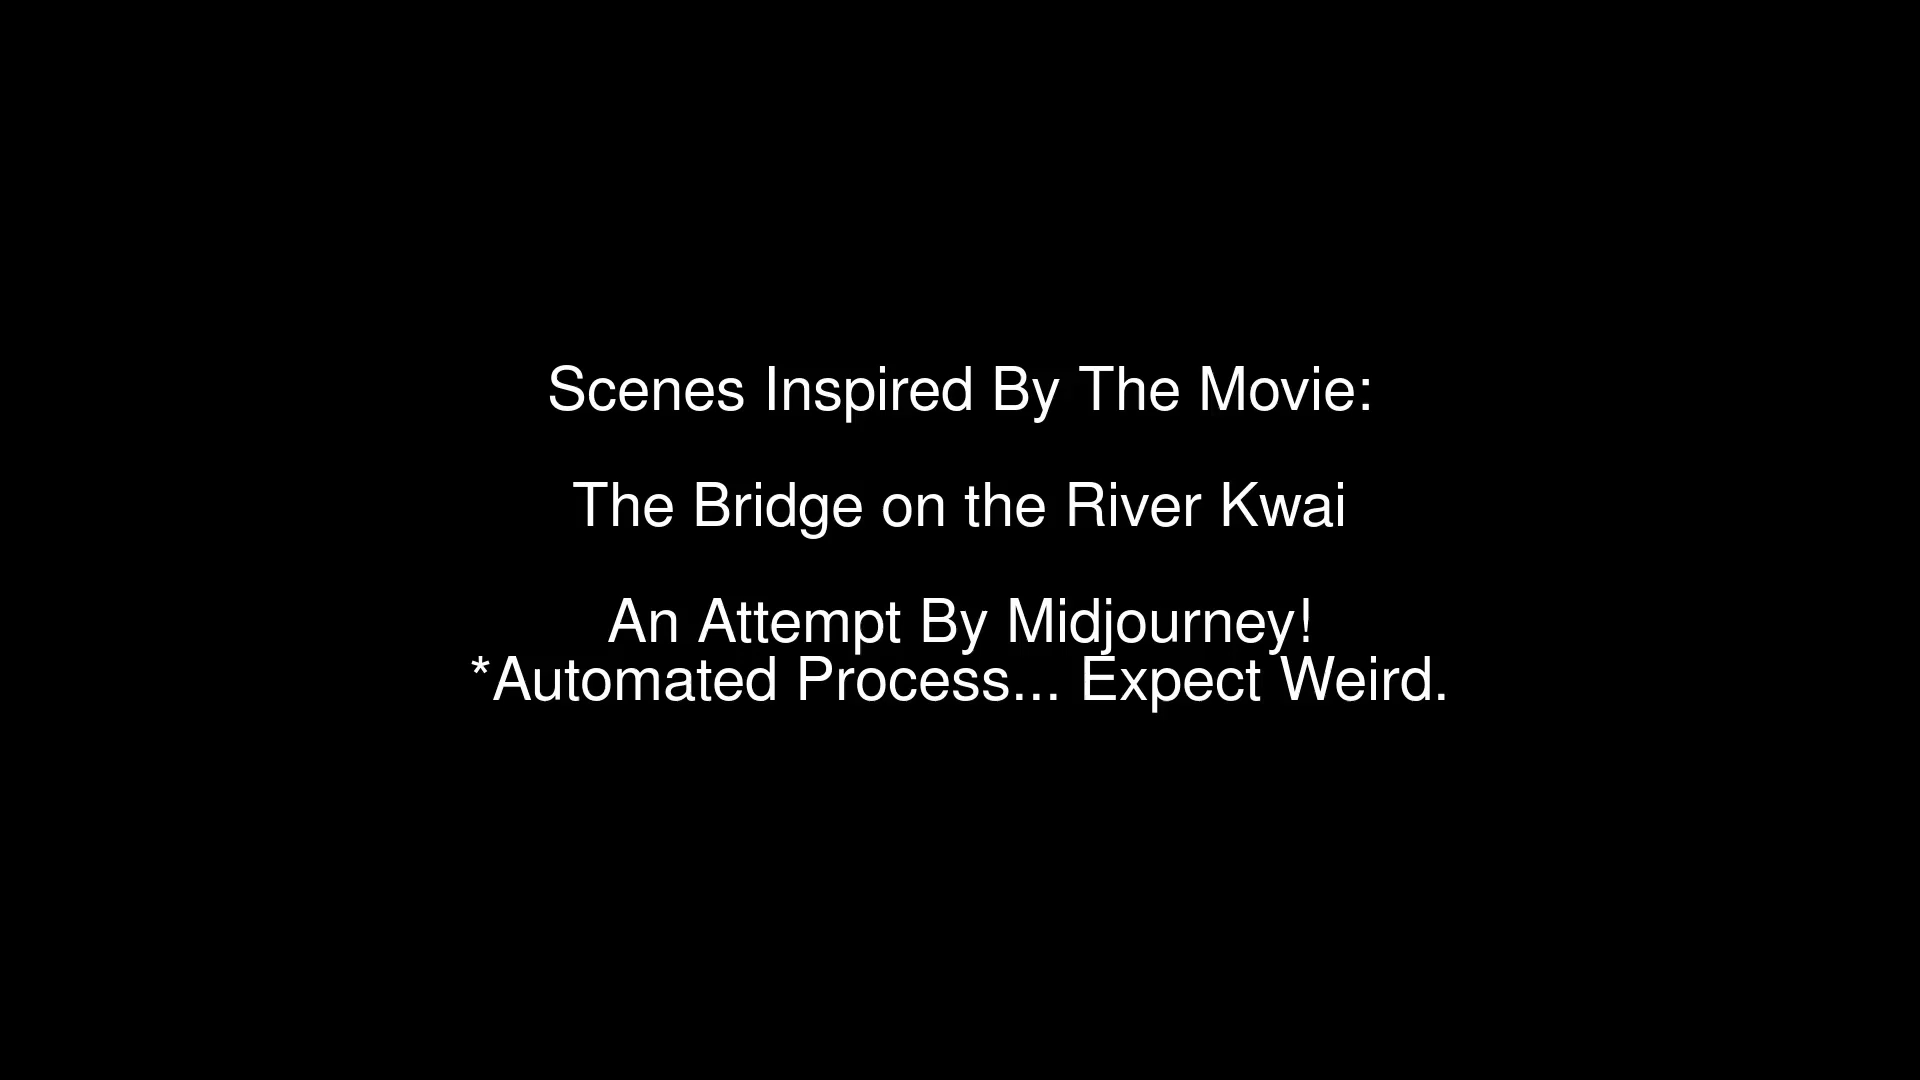 Scenes Inspired By The Movie:
The Bridge on the River Kwai
An Attempt By Midjourney!
*Automated Process... Expect Weird.